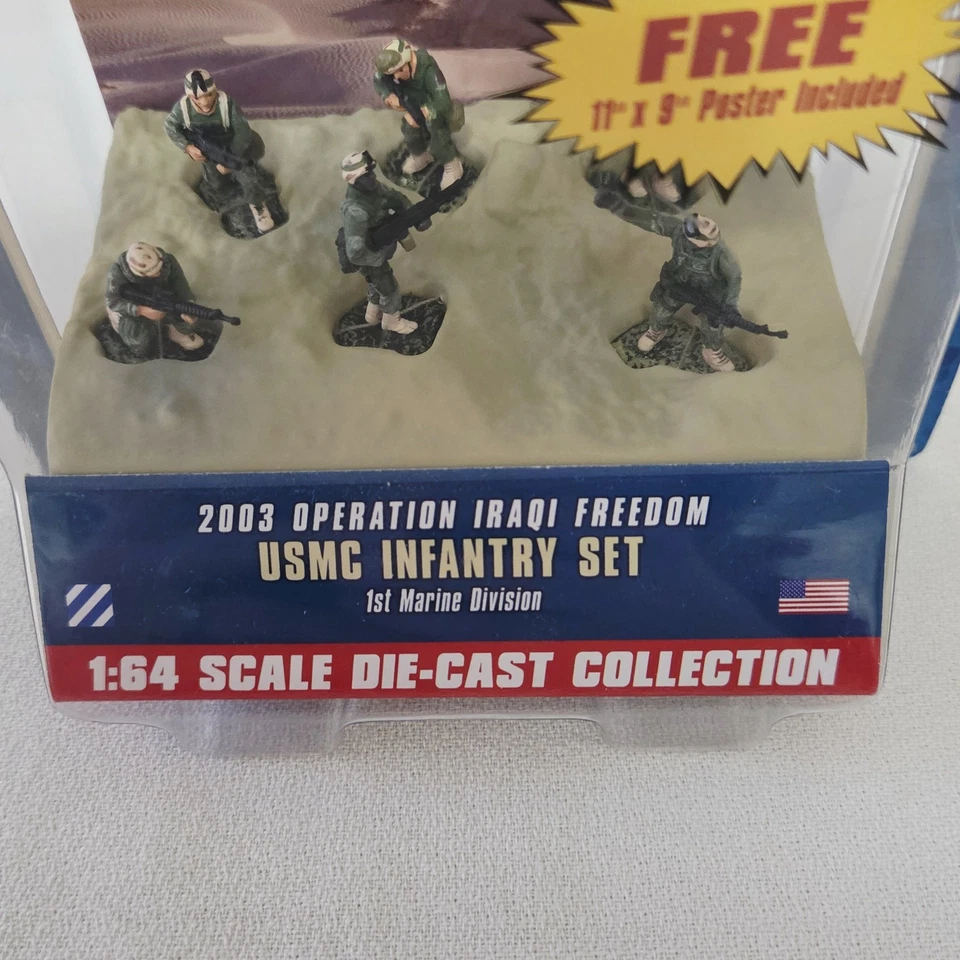 FREE
11" x 9" Poster Included
2003 OPERATION IRAQI FREEDOM
USMC INFANTRY SET
1st Marine Division
1:64 SCALE DIE-CAST COLLECTION